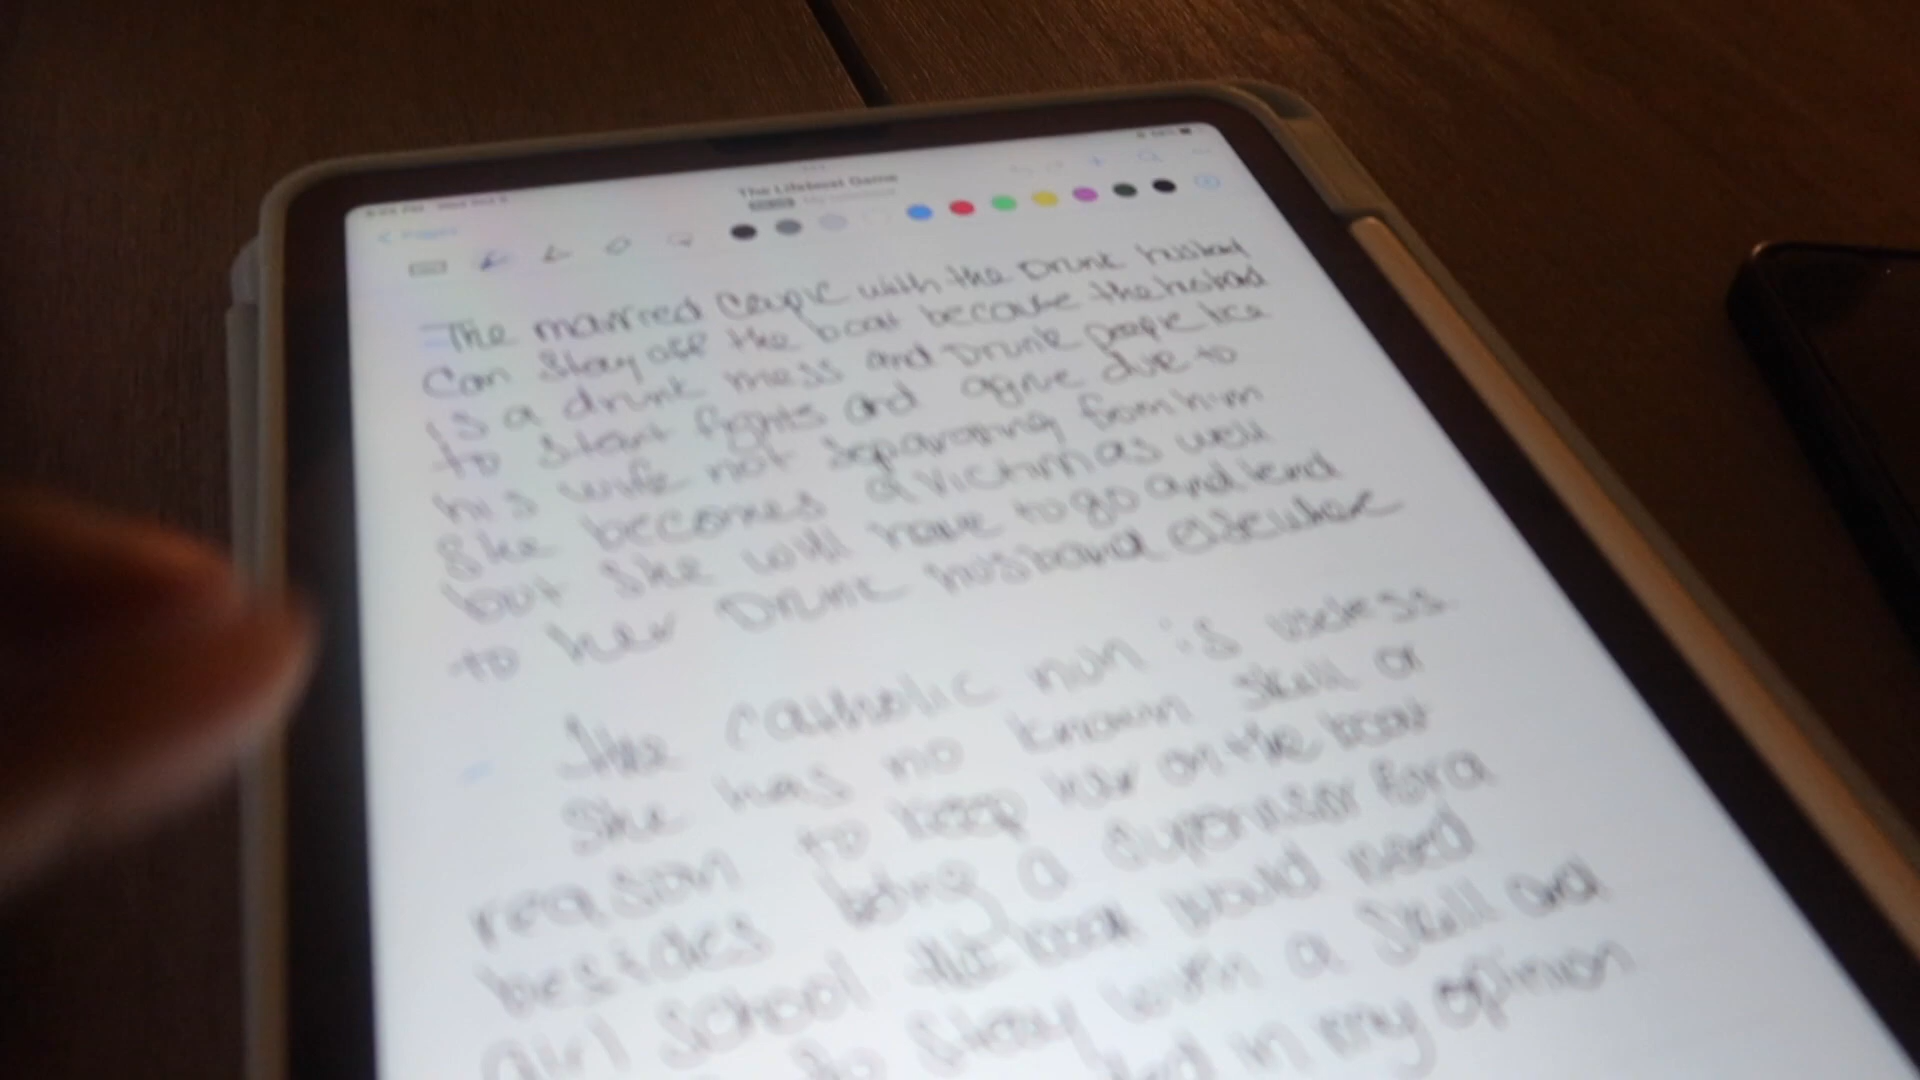 The Lifeboat Game
The married couple with the Drunk husband
Can stay off the boat because the husband
is a drunk mess and Drunk people like
to start fights and due to
his wife not separating from him
She becomes a victim as well
but She will have to go and tend
to her Drunk husband elsewhere
The catholic nun is useless
She has no known skill or
reason to keep her on the boat
besides being a supervisor for a
girl school the boat would need
to stay with a skill and
in my opinion